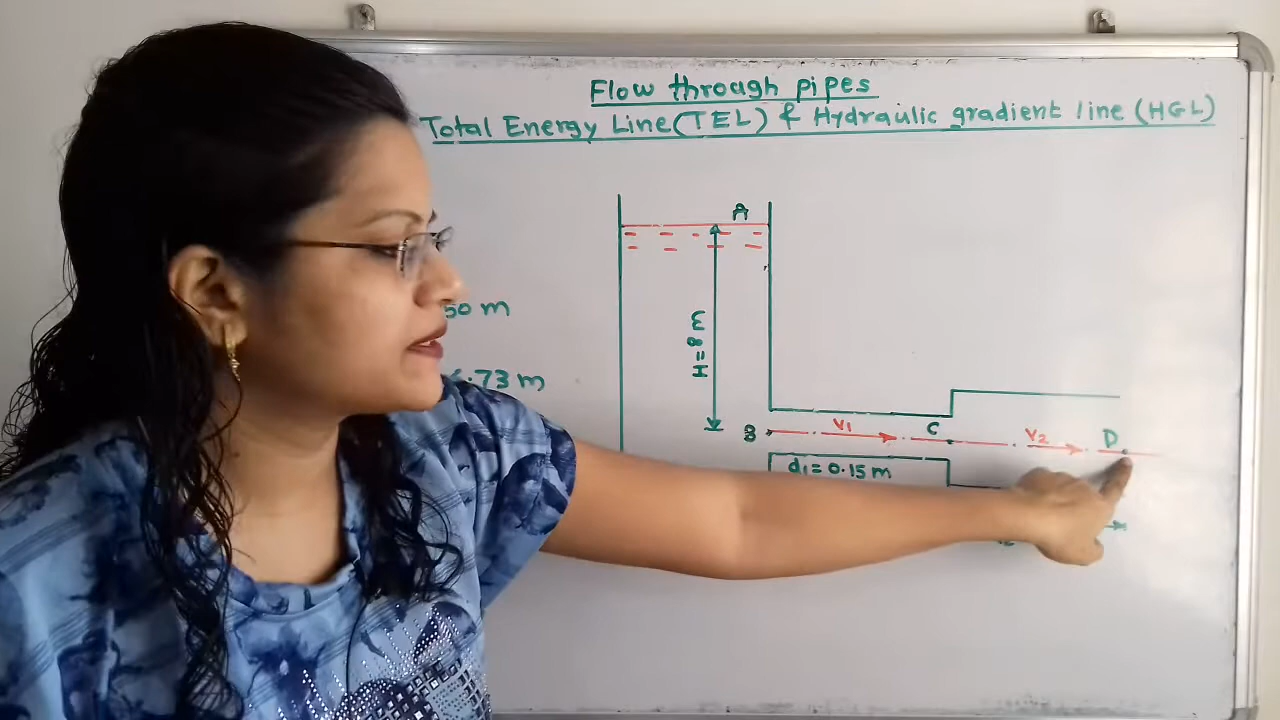 Flow through pipes
Total Energy Line (TEL) & Hydraulic gradient line (HGL)
A
50 m
H = 8 m
.73 m
B
V1
C
V2
D
d1 = 0.15 m